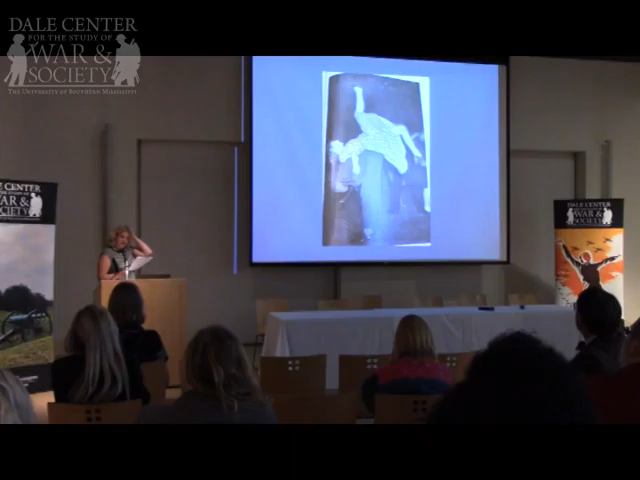 DALE CENTER
FOR THE STUDY OF
WAR &
SOCIETY
THE UNIVERSITY OF SOUTHERN MISSISSIPPI
DALE CENTER
WAR &
SOCIETY
DALE CENTER
WAR &
SOCIETY